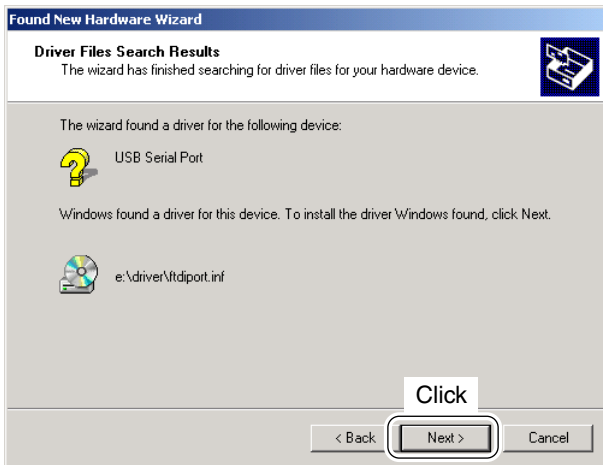 Found New Hardware Wizard
Driver Files Search Results
The wizard has finished searching for driver files for your hardware device.
The wizard found a driver for the following device:
USB Serial Port
Windows found a driver for this device. To install the driver Windows found, click Next.
e:\driver\ftdiport.inf
Click
< Back
Next >
Cancel